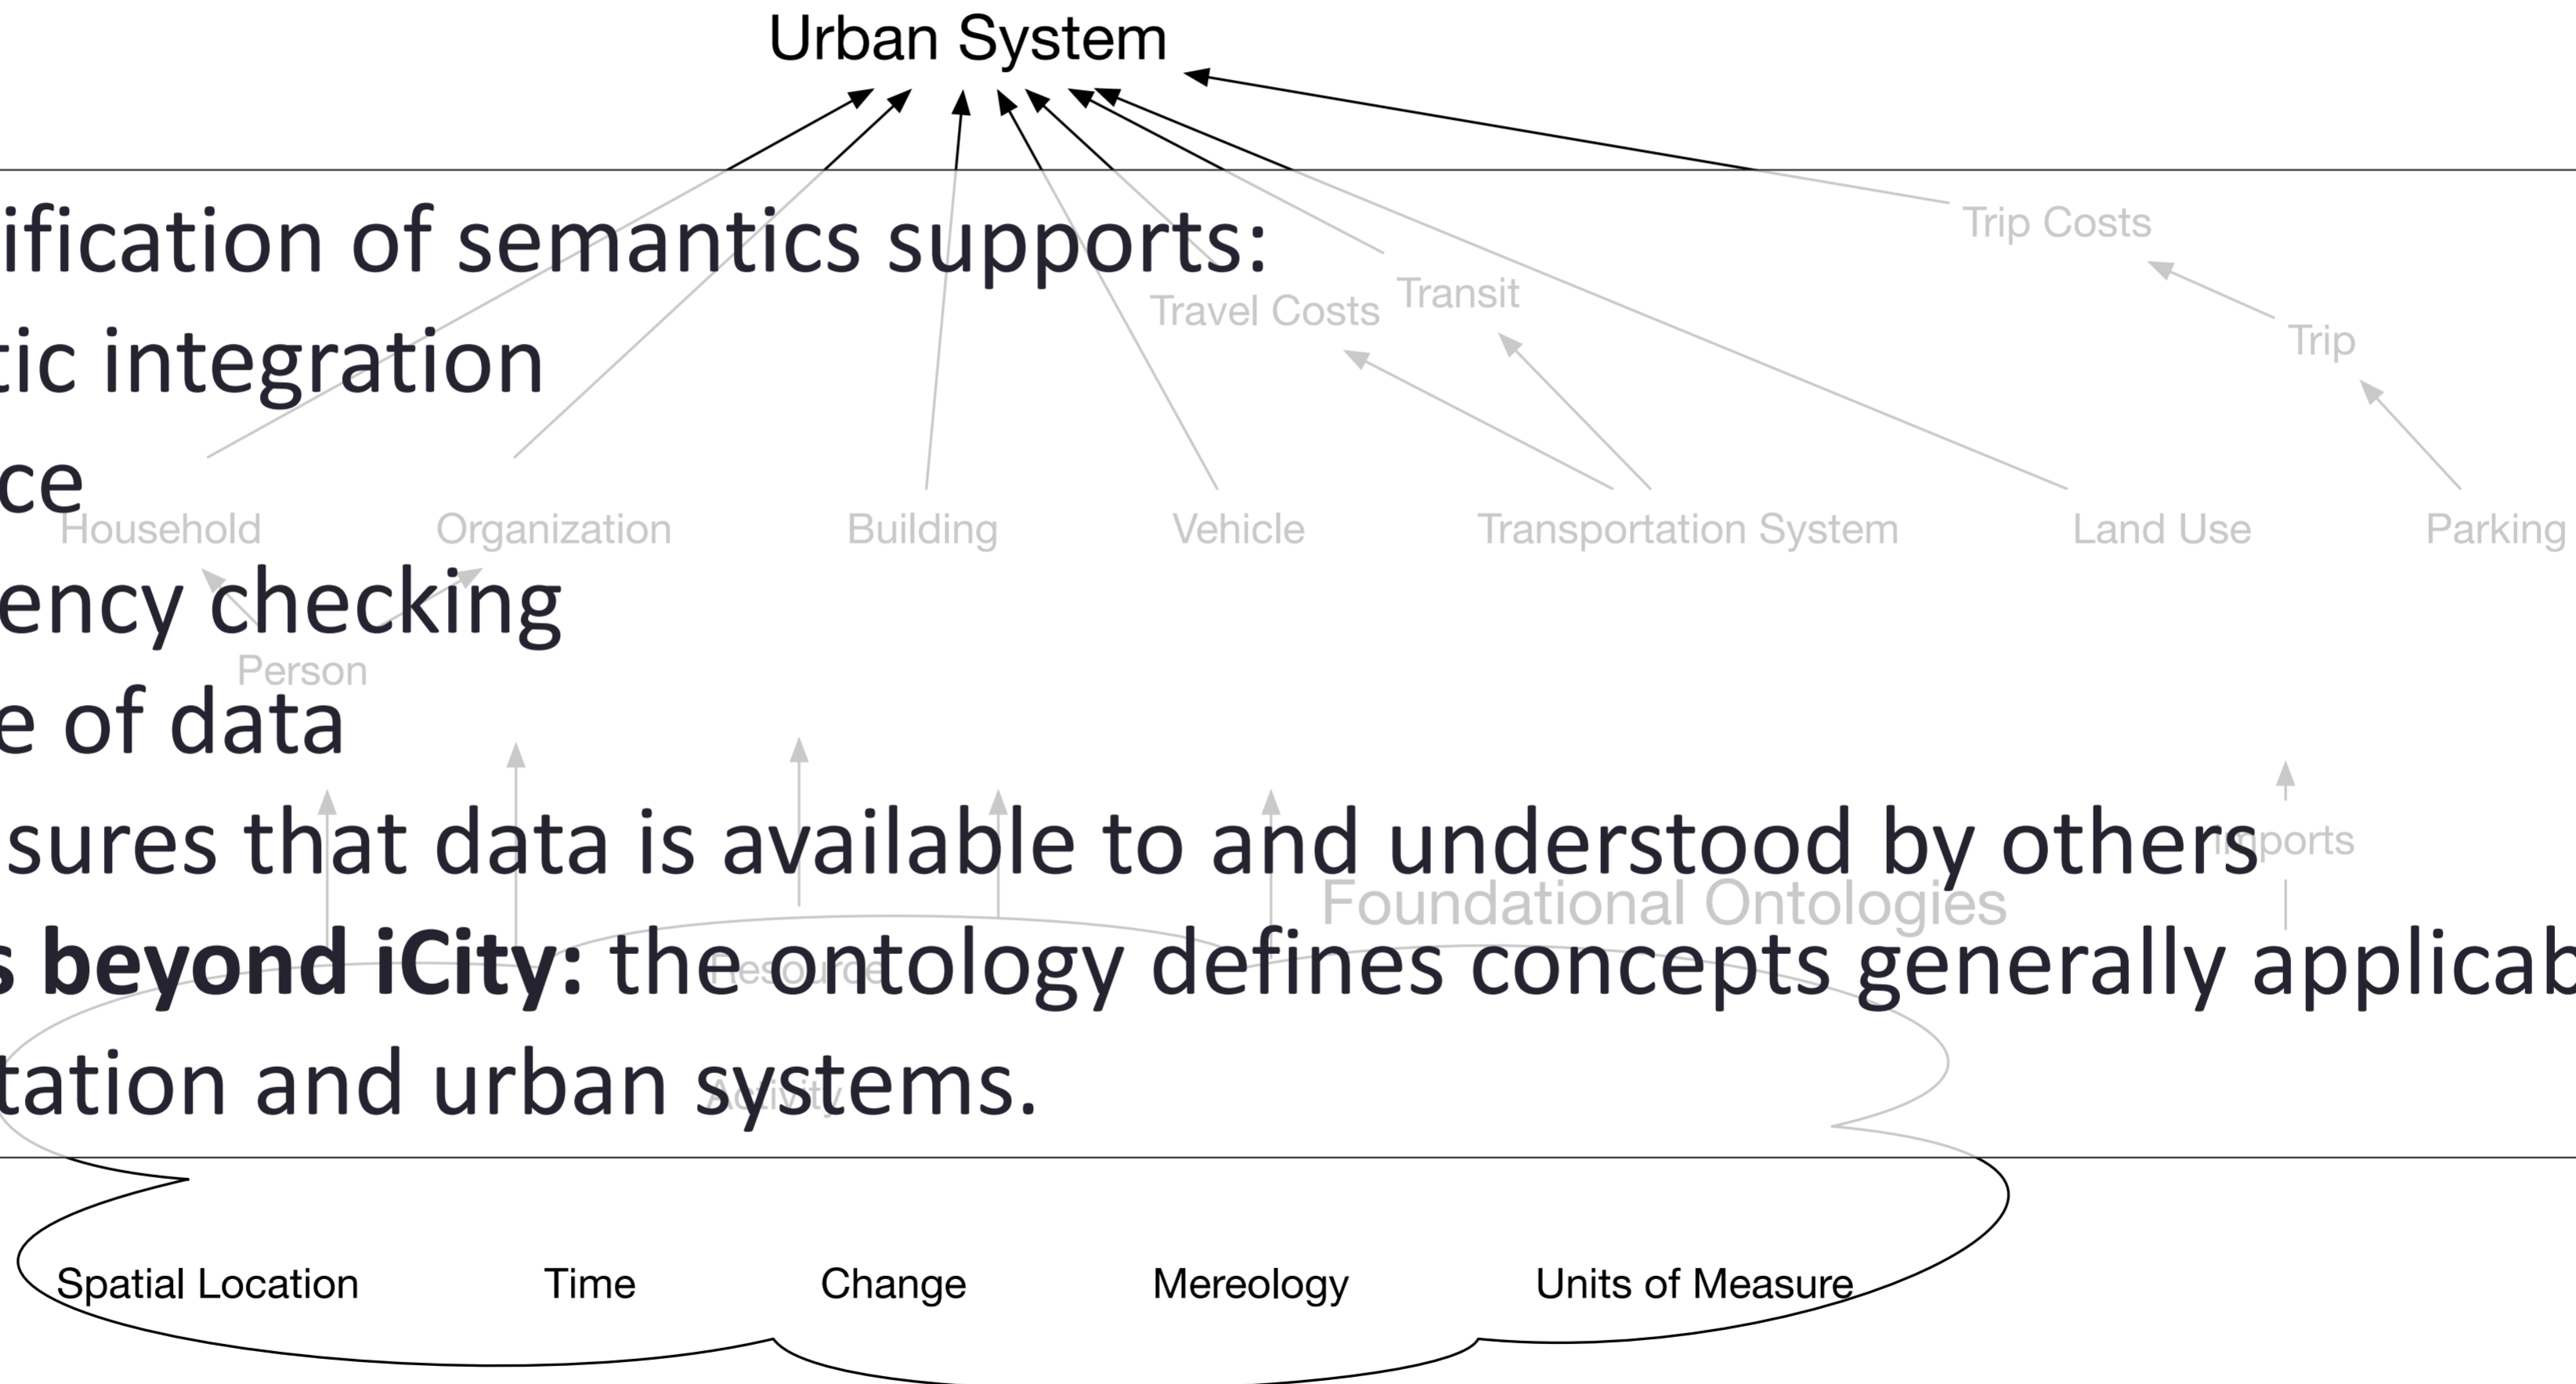 Urban System
ification of semantics supports:
tic integration
ce
ency checking
e of data
sures that data is available to and understood by others
s beyond iCity: the ontology defines concepts generally applicab
tation and urban systems.
Trip Costs
Travel Costs
Transit
Trip
Household
Organization
Building
Vehicle
Transportation System
Land Use
Parking
Person
Imports
Foundational Ontologies
Resource
Activity
Spatial Location
Time
Change
Mereology
Units of Measure